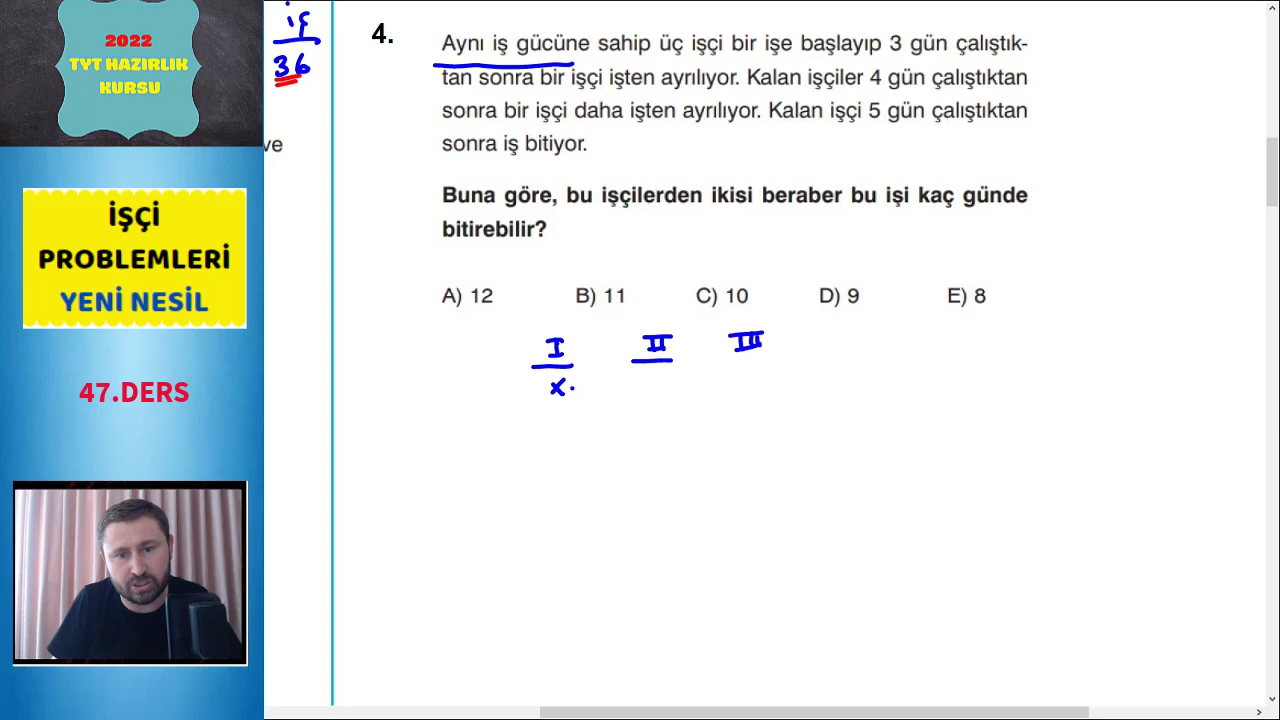 2022
TYT HAZIRLIK
KURSU
İŞÇİ
PROBLEMLERİ
YENİ NESİL
47.DERS
iş
36
ve
4.
Aynı iş gücüne sahip üç işçi bir işe başlayıp 3 gün çalıştık-
tan sonra bir işçi işten ayrılıyor. Kalan işçiler 4 gün çalıştıktan
sonra bir işçi daha işten ayrılıyor. Kalan işçi 5 gün çalıştıktan
sonra iş bitiyor.
Buna göre, bu işçilerden ikisi beraber bu işi kaç günde
bitirebilir?
A) 12 B) 11 C) 10 D) 9 E) 8
I II III
x.